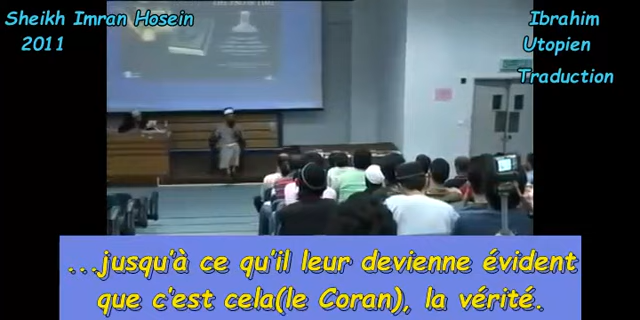 Sheikh Imran Hosein
2011
Ibrahim
Utopien
Traduction
...jusqu'à ce qu'il leur devienne évident
que c'est cela(le Coran), la vérité.